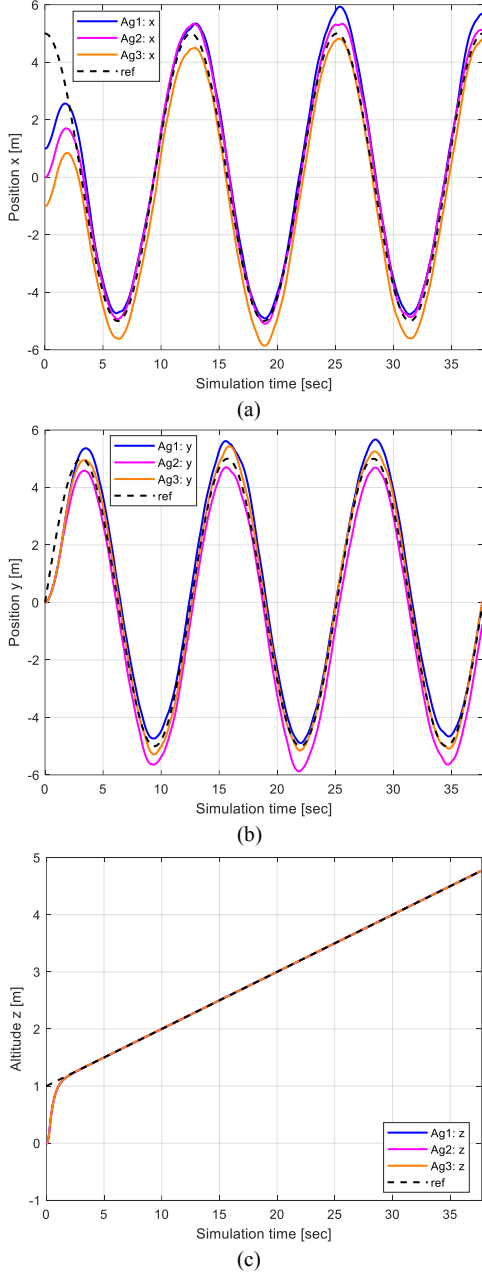 6
4
2
0
-2
-4
-6
Position x [m]
Ag1: x
Ag2: x
Ag3: x
ref
0 5 10 15 20 25 30 35
Simulation time [sec]
(a)
6
4
2
0
-2
-4
-6
Position y [m]
Ag1: y
Ag2: y
Ag3: y
ref
0 5 10 15 20 25 30 35
Simulation time [sec]
(b)
5
4
3
2
1
0
-1
Altitude z [m]
Ag1: z
Ag2: z
Ag3: z
ref
0 5 10 15 20 25 30 35
Simulation time [sec]
(c)